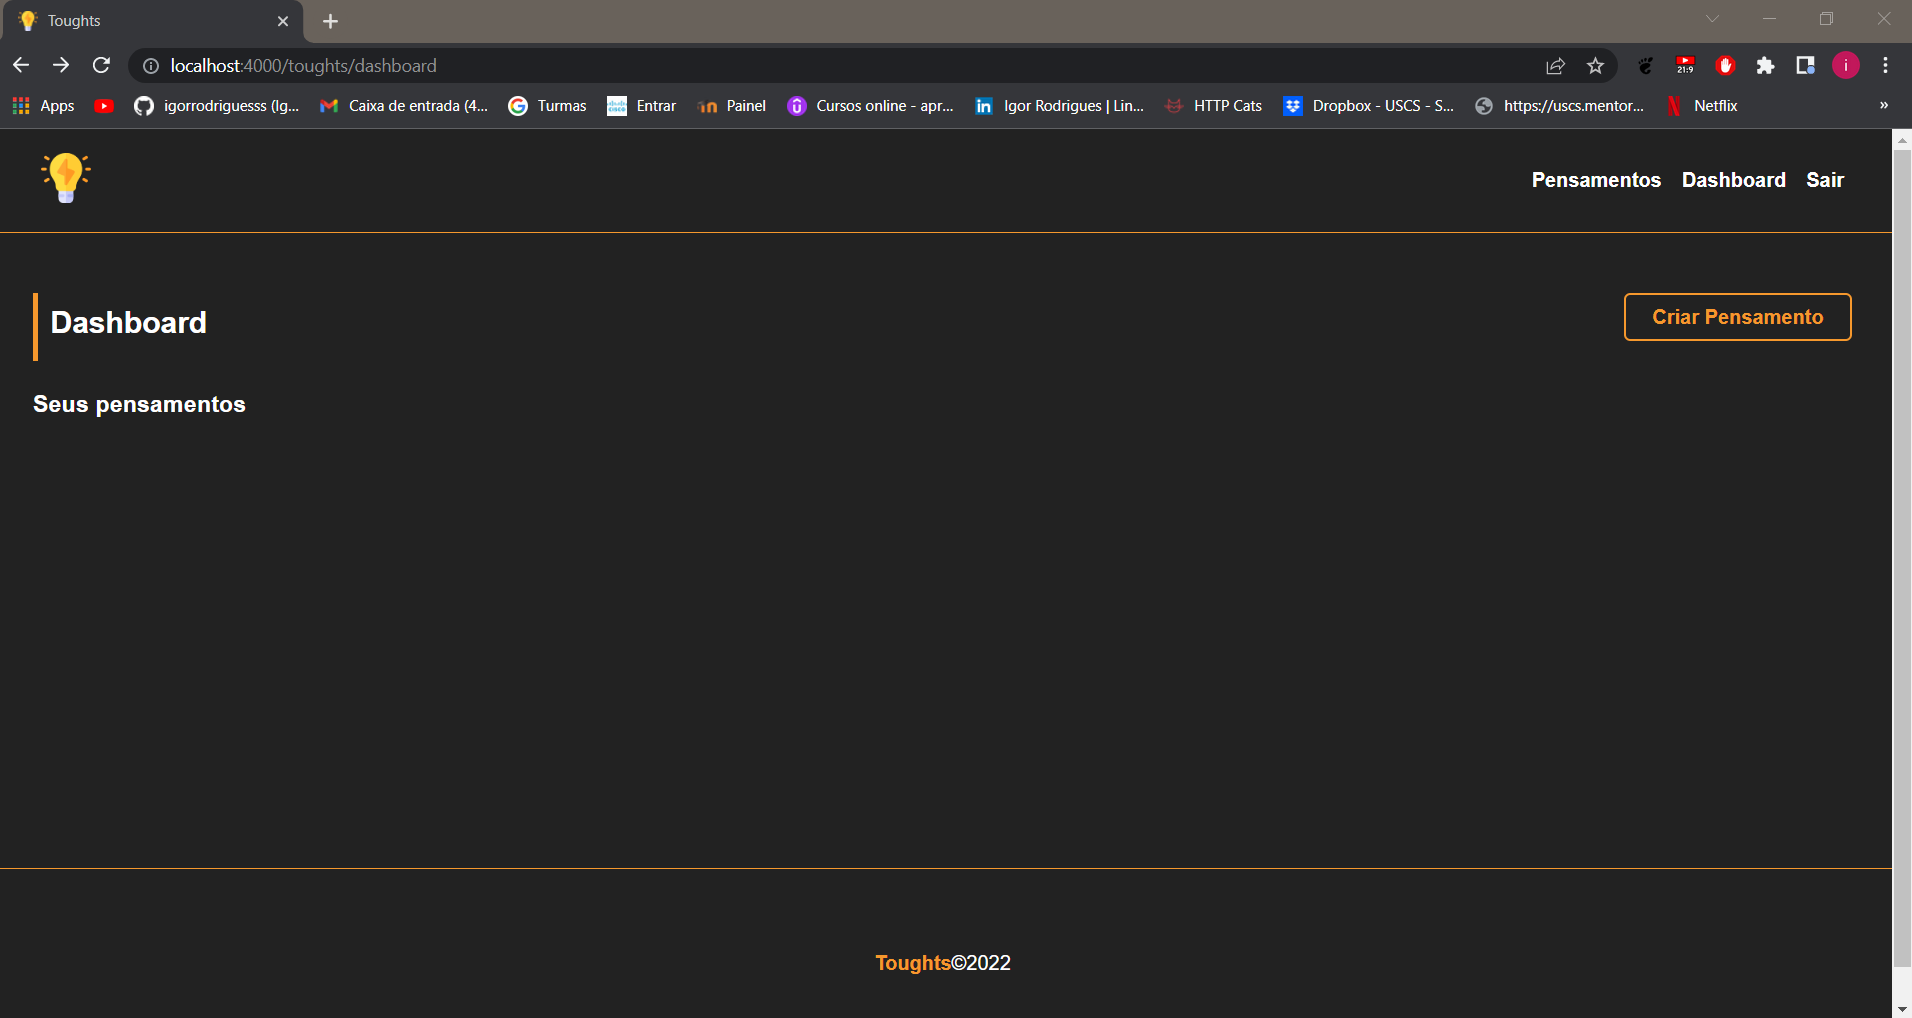 Toughts
localhost:4000/toughts/dashboard
21:9
i
Apps igorrodriguesss (Ig... Caixa de entrada (4... Turmas Entrar Painel Cursos online - apr... Igor Rodrigues | Lin... HTTP Cats Dropbox - USCS - S... https://uscs.mentor... Netflix »
Pensamentos Dashboard Sair
Dashboard
Criar Pensamento
Seus pensamentos
Toughts©2022